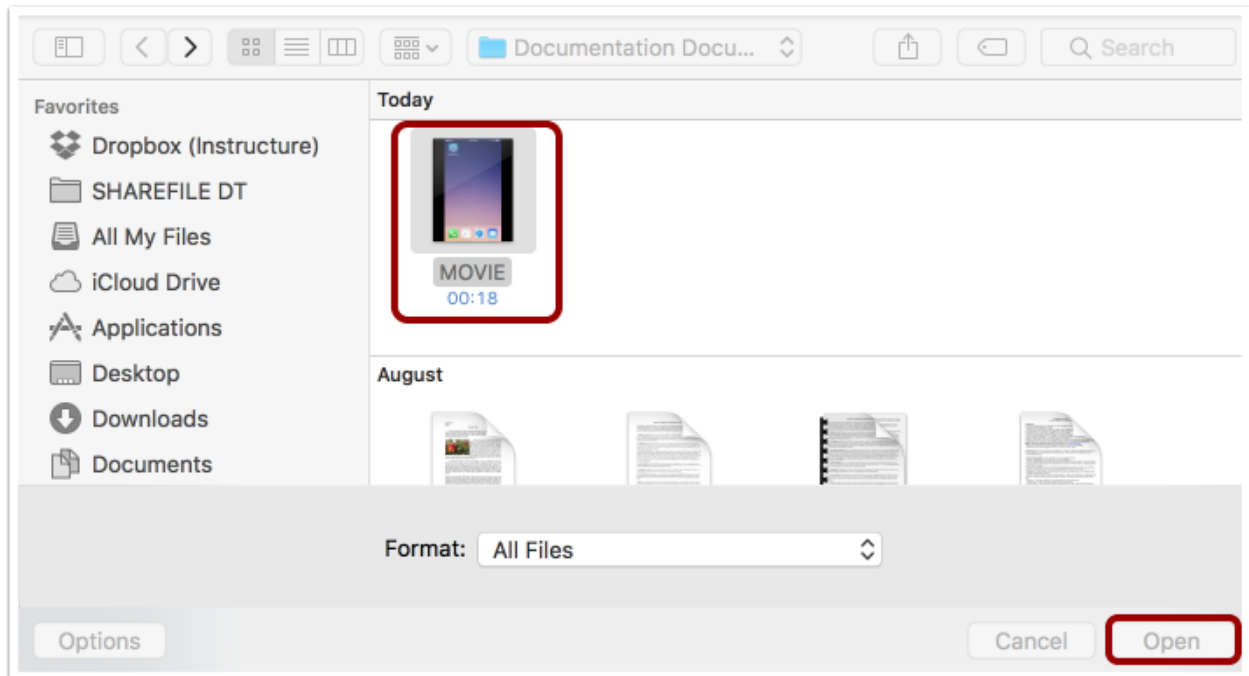 Documentation Docu...
Search
Favorites
Dropbox (Instructure)
SHAREFILE DT
All My Files
iCloud Drive
Applications
Desktop
Downloads
Documents
Today
MOVIE
00:18
August
Format: All Files
Options
Cancel
Open